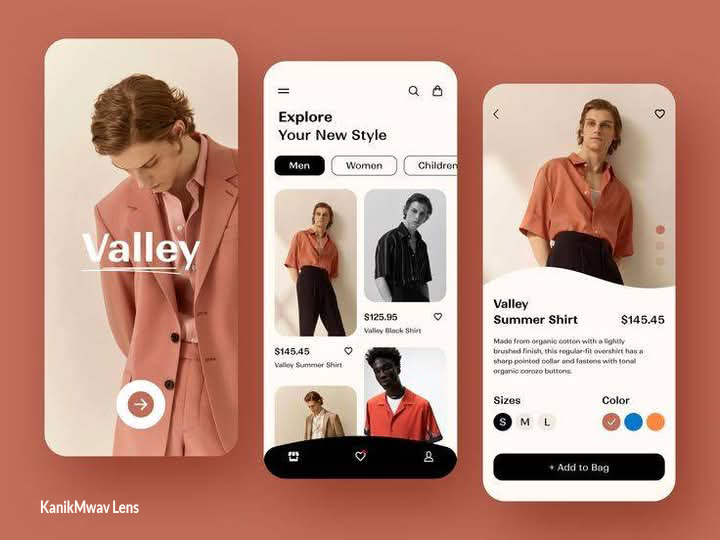 Valley
Explore
Your New Style
Men
Women
Children
$145.45
Valley Summer Shirt
$125.95
Valley Black Shirt
Valley
Summer Shirt
$145.45
Made from organic cotton with a lightly
brushed finish, this regular-fit overshirt has a
sharp pointed collar and fastens with tonal
organic corozo buttons.
Sizes
Color
S M L
+ Add to Bag
KanikMwav Lens